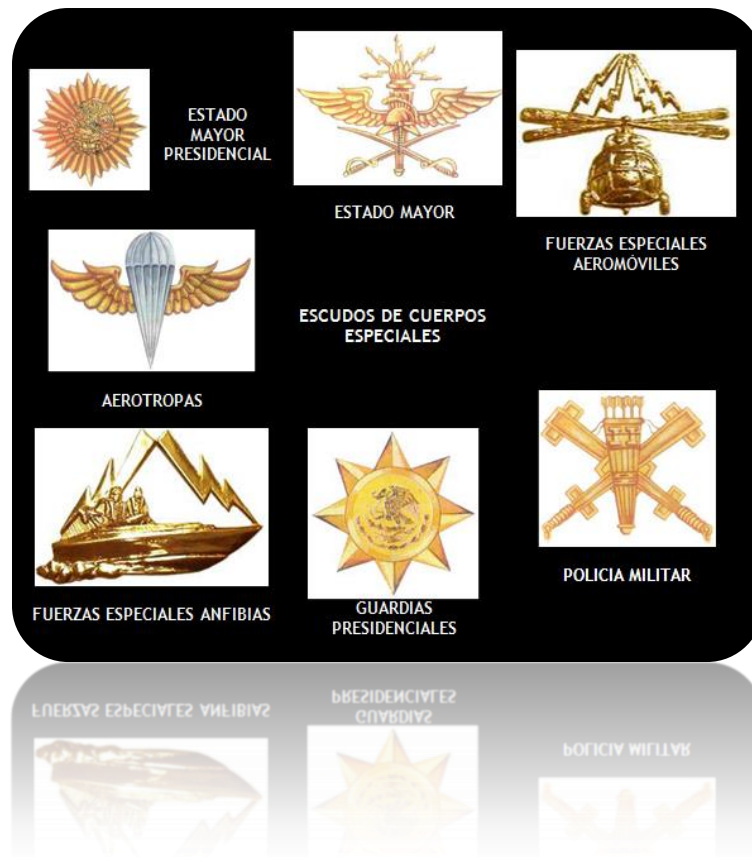 ESTADO
MAYOR
PRESIDENCIAL
ESTADO MAYOR
FUERZAS ESPECIALES
AEROMÓVILES
AEROTROPAS
ESCUDOS DE CUERPOS
ESPECIALES
FUERZAS ESPECIALES ANFIBIAS
GUARDIAS
PRESIDENCIALES
POLICIA MILITAR